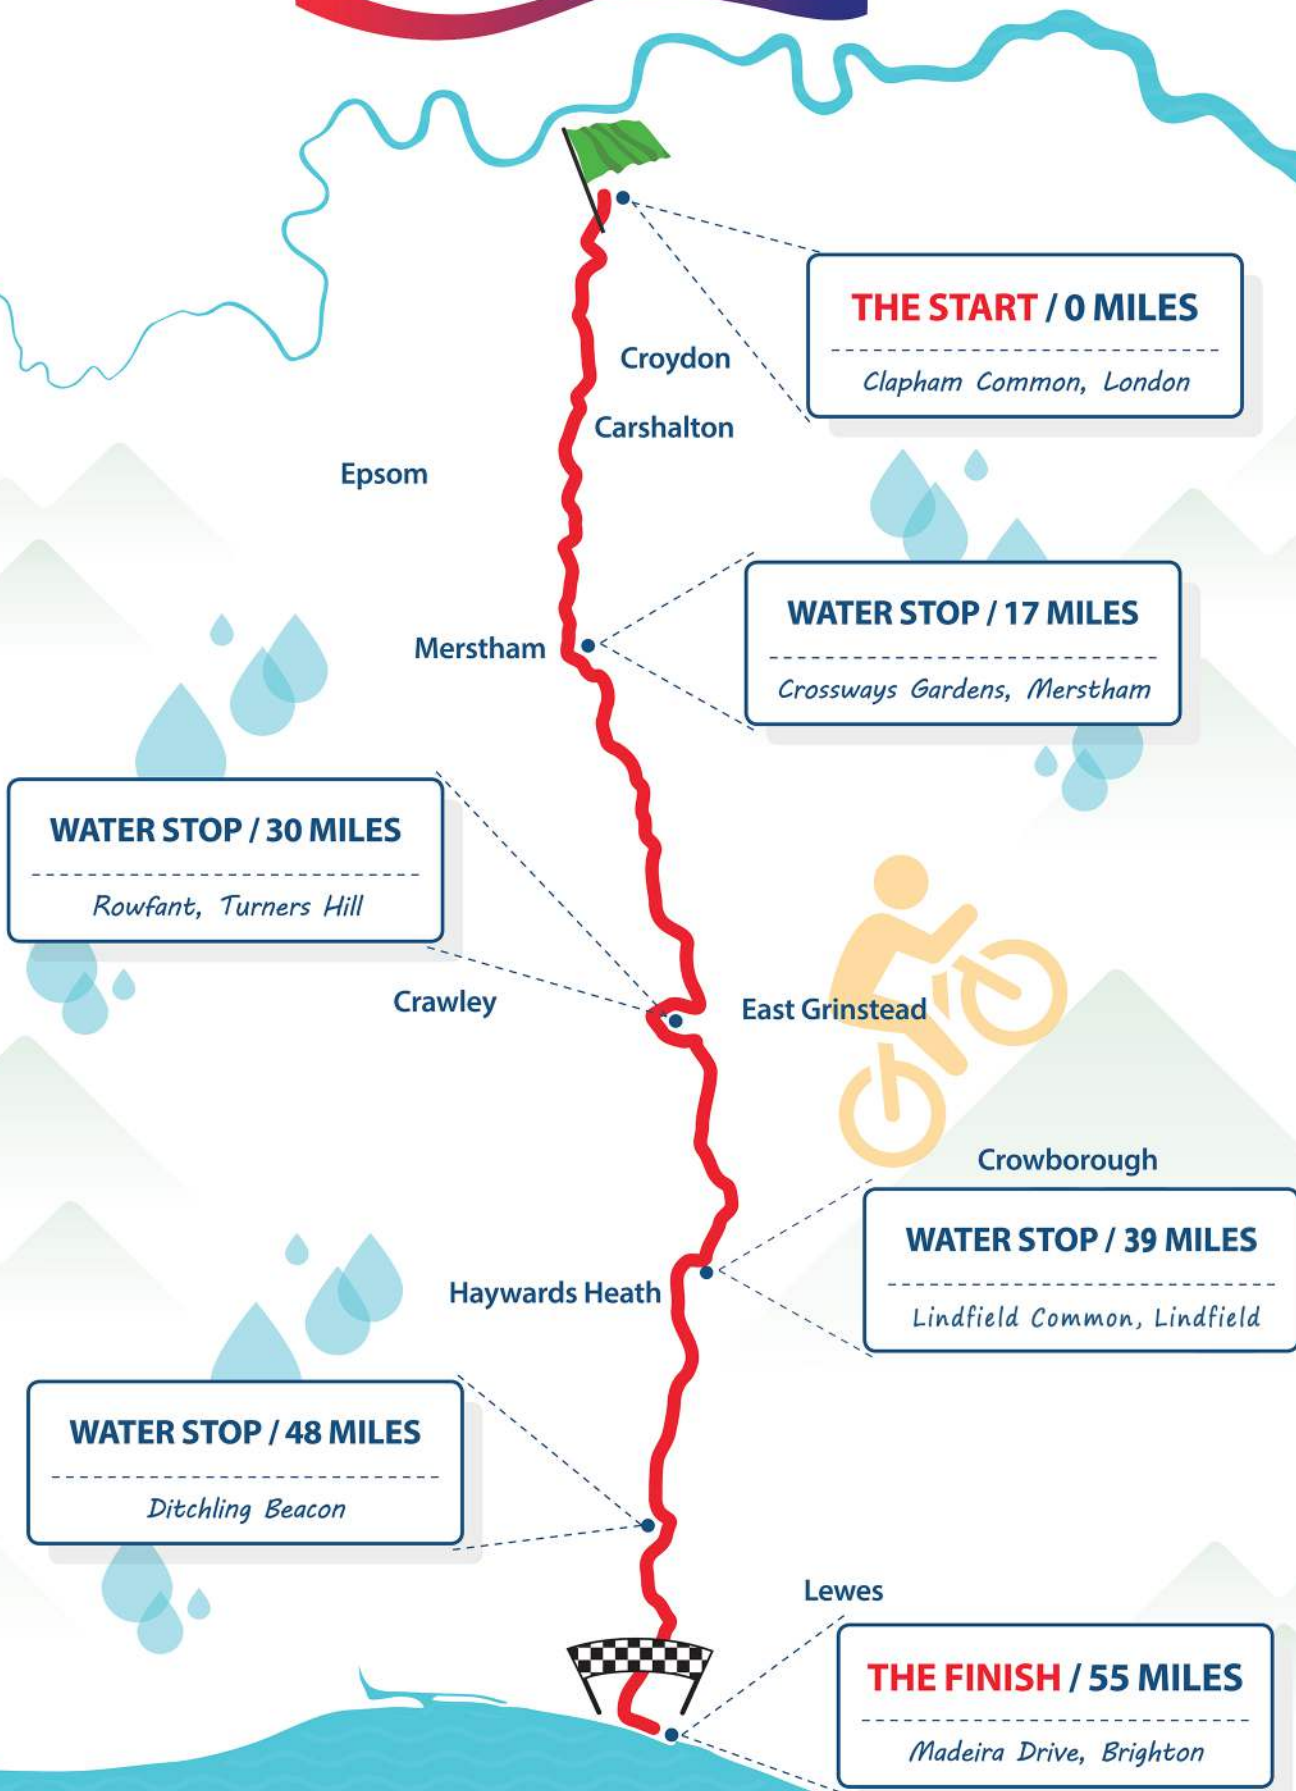 THE START / 0 MILES
Clapham Common, London
Croydon
Carshalton
Epsom
WATER STOP / 17 MILES
Crossways Gardens, Merstham
Merstham
WATER STOP / 30 MILES
Rowfant, Turners Hill
Crawley
East Grinstead
Crowborough
WATER STOP / 39 MILES
Lindfield Common, Lindfield
Haywards Heath
WATER STOP / 48 MILES
Ditchling Beacon
Lewes
THE FINISH / 55 MILES
Madeira Drive, Brighton